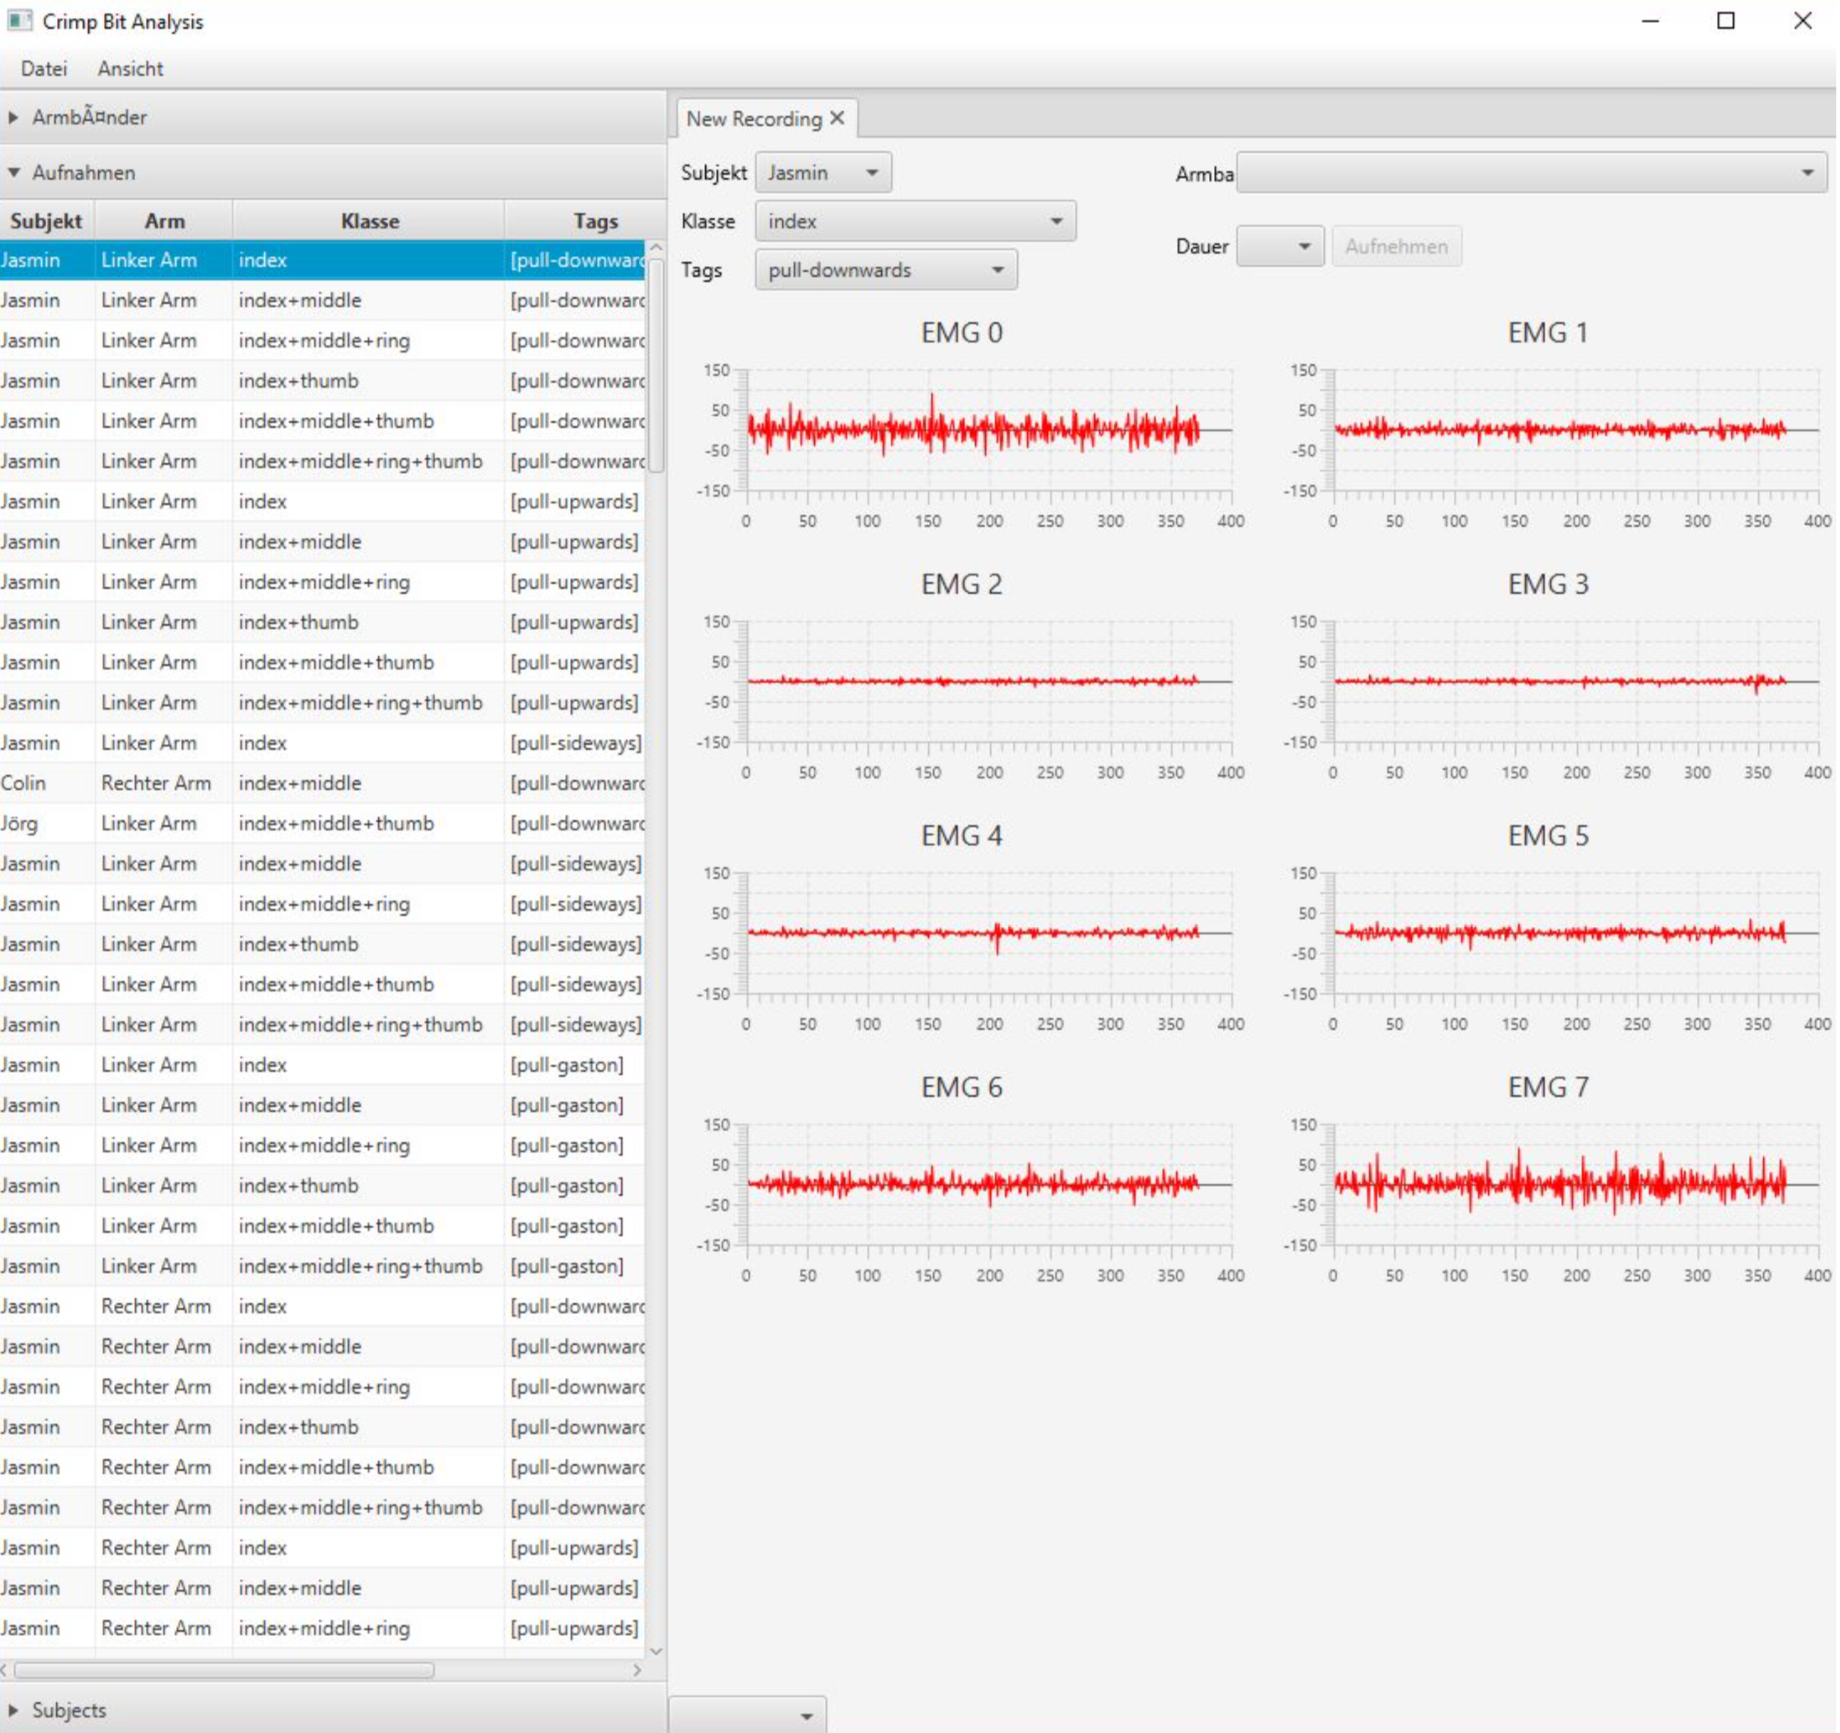 Crimp Bit Analysis
Datei Ansicht
ArmbÃ¤nder
Aufnahmen
Subjekt Arm Klasse Tags
Jasmin Linker Arm index [pull-downward
Jasmin Linker Arm index+middle [pull-downward
Jasmin Linker Arm index+middle+ring [pull-downward
Jasmin Linker Arm index+thumb [pull-downward
Jasmin Linker Arm index+middle+thumb [pull-downward
Jasmin Linker Arm index+middle+ring+thumb [pull-downward
Jasmin Linker Arm index [pull-upwards]
Jasmin Linker Arm index+middle [pull-upwards]
Jasmin Linker Arm index+middle+ring [pull-upwards]
Jasmin Linker Arm index+thumb [pull-upwards]
Jasmin Linker Arm index+middle+thumb [pull-upwards]
Jasmin Linker Arm index+middle+ring+thumb [pull-upwards]
Jasmin Linker Arm index [pull-sideways]
Colin Rechter Arm index+middle [pull-downward
Jörg Linker Arm index+middle+thumb [pull-downward
Jasmin Linker Arm index+middle [pull-sideways]
Jasmin Linker Arm index+middle+ring [pull-sideways]
Jasmin Linker Arm index+thumb [pull-sideways]
Jasmin Linker Arm index+middle+thumb [pull-sideways]
Jasmin Linker Arm index+middle+ring+thumb [pull-sideways]
Jasmin Linker Arm index [pull-gaston]
Jasmin Linker Arm index+middle [pull-gaston]
Jasmin Linker Arm index+middle+ring [pull-gaston]
Jasmin Linker Arm index+thumb [pull-gaston]
Jasmin Linker Arm index+middle+thumb [pull-gaston]
Jasmin Linker Arm index+middle+ring+thumb [pull-gaston]
Jasmin Rechter Arm index [pull-downward
Jasmin Rechter Arm index+middle [pull-downward
Jasmin Rechter Arm index+middle+ring [pull-downward
Jasmin Rechter Arm index+thumb [pull-downward
Jasmin Rechter Arm index+middle+thumb [pull-downward
Jasmin Rechter Arm index+middle+ring+thumb [pull-downward
Jasmin Rechter Arm index [pull-upwards]
Jasmin Rechter Arm index+middle [pull-upwards]
Jasmin Rechter Arm index+middle+ring [pull-upwards]
Subjects
New Recording
Subjekt Jasmin Armba
Klasse index
Dauer Aufnehmen
Tags pull-downwards
EMG 0
150
50
-50
-150
0 50 100 150 200 250 300 350 400
EMG 1
150
50
-50
-150
0 50 100 150 200 250 300 350 400
EMG 2
150
50
-50
-150
0 50 100 150 200 250 300 350 400
EMG 3
150
50
-50
-150
0 50 100 150 200 250 300 350 400
EMG 4
150
50
-50
-150
0 50 100 150 200 250 300 350 400
EMG 5
150
50
-50
-150
0 50 100 150 200 250 300 350 400
EMG 6
150
50
-50
-150
0 50 100 150 200 250 300 350 400
EMG 7
150
50
-50
-150
0 50 100 150 200 250 300 350 400